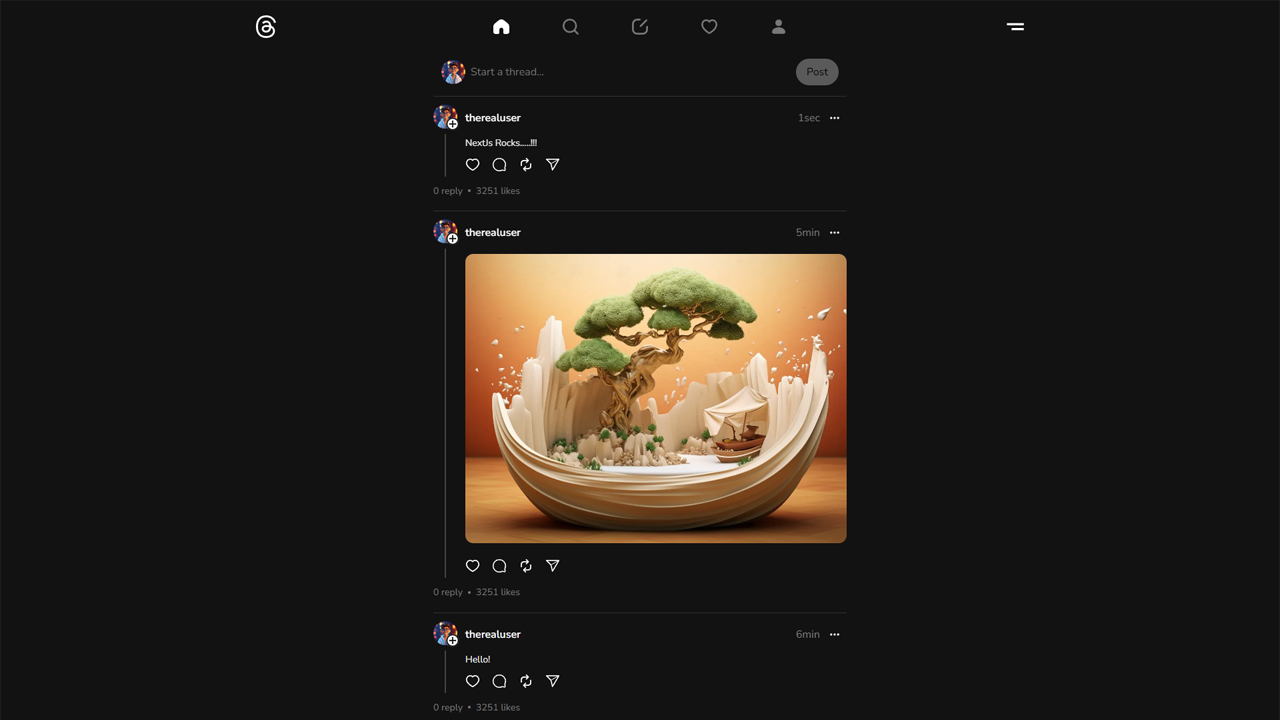 Start a thread...
Post
therealuser
1sec
NextJs Rocks.....!!!
0 reply • 3251 likes
therealuser
5min
0 reply • 3251 likes
therealuser
6min
Hello!
0 reply • 3251 likes